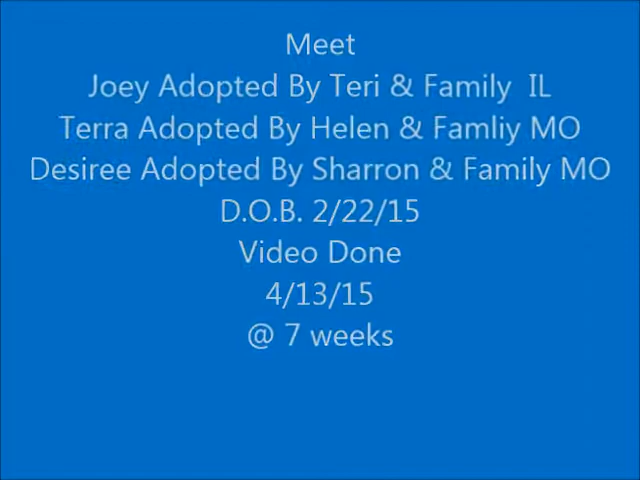 Meet
Joey Adopted By Teri & Family  IL
Terra Adopted By Helen & Famliy MO
Desiree Adopted By Sharron & Family MO
D.O.B. 2/22/15
Video Done
4/13/15
@ 7 weeks